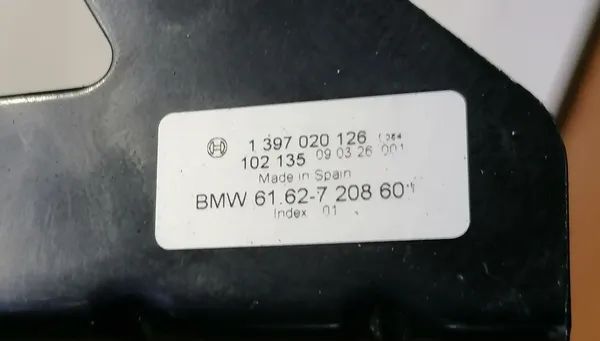 1 397 020 126
102 135 09 03 26 001
Made in Spain
BMW 61.62-7 208 601
Index 01